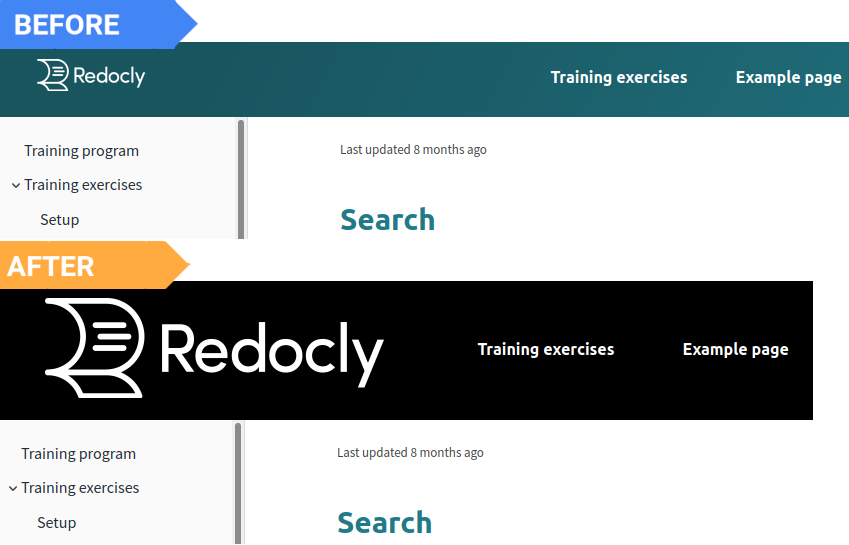 BEFORE
Redocly
Training exercises Example page
Training program
Training exercises
Setup
Last updated 8 months ago
Search
AFTER
Redocly
Training exercises Example page
Training program
Training exercises
Setup
Last updated 8 months ago
Search